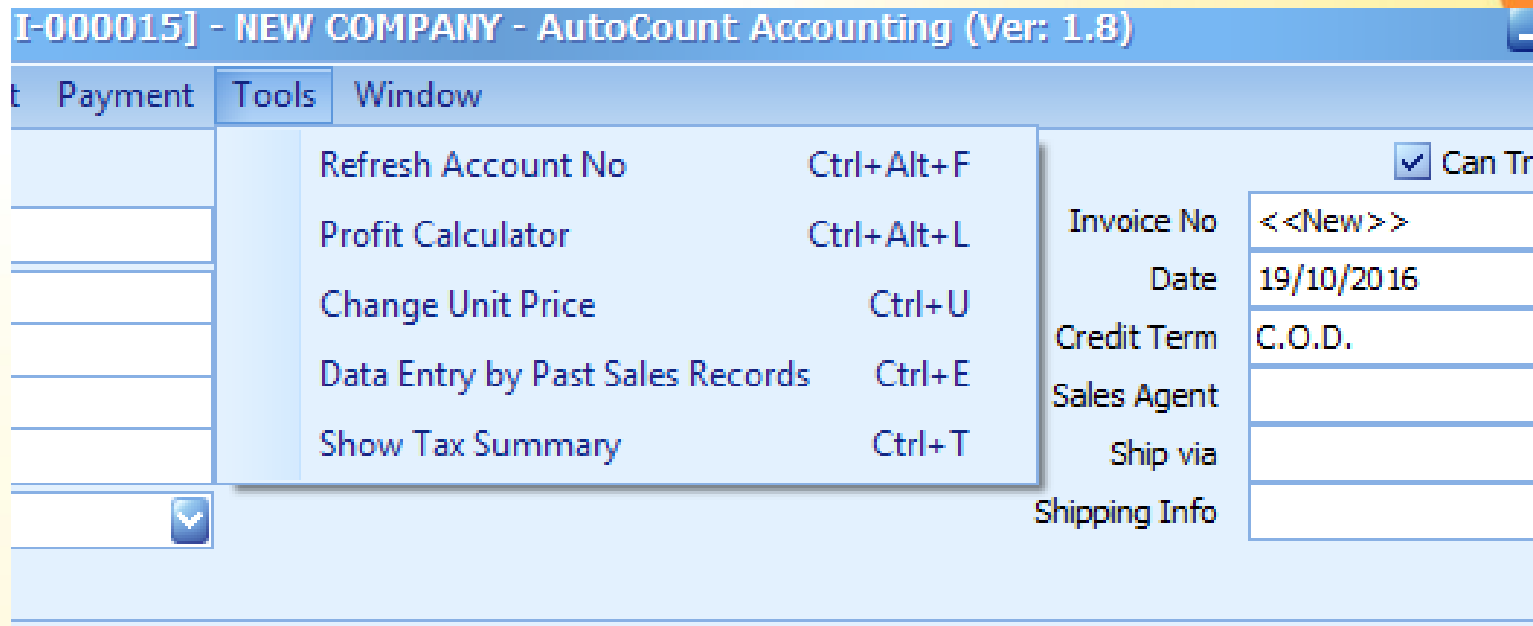 I-000015] - NEW COMPANY - AutoCount Accounting (Ver: 1.8)
t Payment Tools Window
Refresh Account No Ctrl+Alt+F
Profit Calculator Ctrl+Alt+L
Change Unit Price Ctrl+U
Data Entry by Past Sales Records Ctrl+E
Show Tax Summary Ctrl+T
Can Tr
Invoice No <<New>>
Date 19/10/2016
Credit Term C.O.D.
Sales Agent
Ship via
Shipping Info